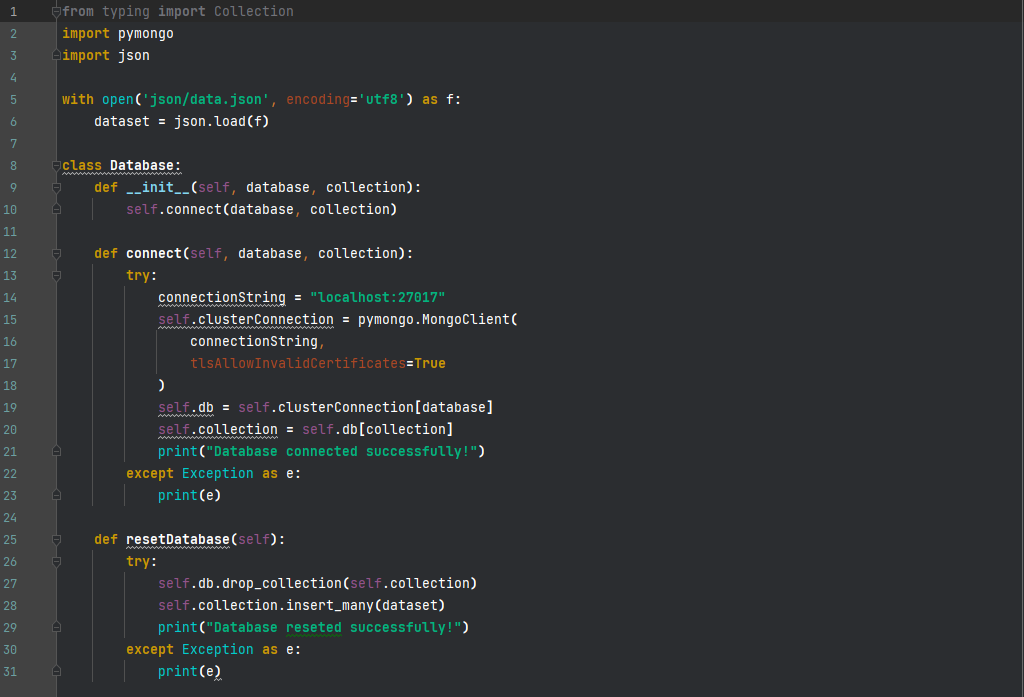 1 from typing import Collection
2 import pymongo
3 import json
4
5 with open('json/data.json', encoding='utf8') as f:
6     dataset = json.load(f)
7
8 class Database:
9     def __init__(self, database, collection):
10         self.connect(database, collection)
11
12     def connect(self, database, collection):
13         try:
14             connectionString = "localhost:27017"
15             self.clusterConnection = pymongo.MongoClient(
16                 connectionString,
17                 tlsAllowInvalidCertificates=True
18             )
19             self.db = self.clusterConnection[database]
20             self.collection = self.db[collection]
21             print("Database connected successfully!")
22         except Exception as e:
23             print(e)
24
25     def resetDatabase(self):
26         try:
27             self.db.drop_collection(self.collection)
28             self.collection.insert_many(dataset)
29             print("Database reseted successfully!")
30         except Exception as e:
31             print(e)